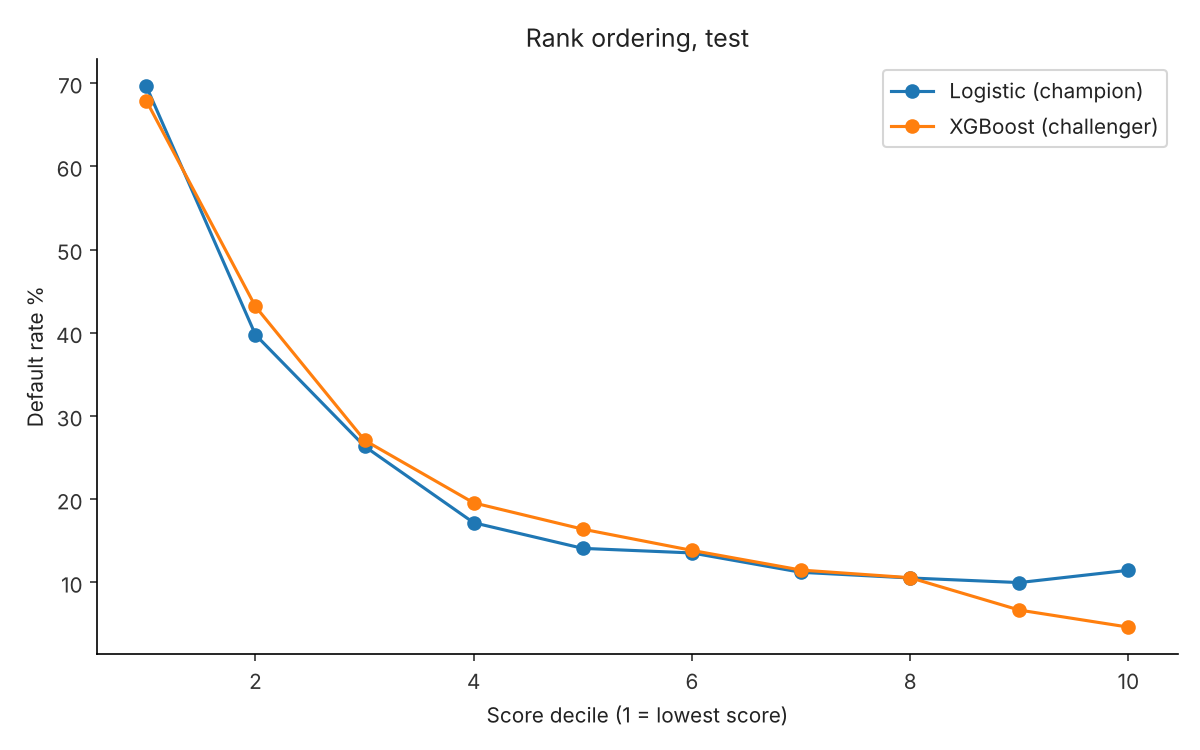 Rank ordering, test
Logistic (champion)
XGBoost (challenger)
Default rate %
70
60
50
40
30
20
10
2
4
6
8
10
Score decile (1 = lowest score)